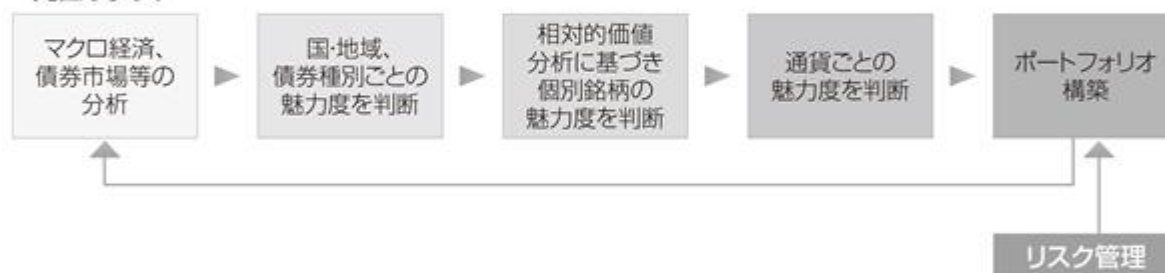 マクロ経済、
債券市場等の
分析
国・地域、
債券種別ごとの
魅力度を判断
相対的価値
分析に基づき
個別銘柄の
魅力度を判断
通貨ごとの
魅力度を判断
ポートフォリオ
構築
リスク管理